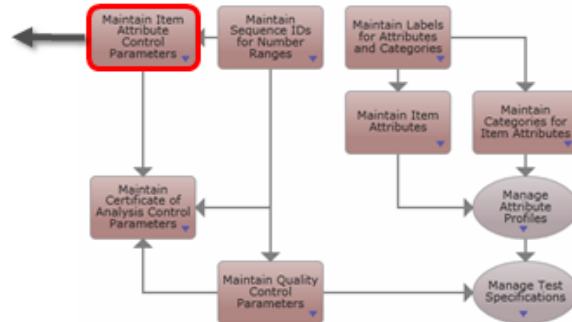 Maintain Item
Attribute
Control
Parameters
Maintain
Sequence IDs
for Number
Ranges
Maintain Labels
for Attributes
and Categories
Maintain Item
Attributes
Maintain
Categories for
Item Attributes
Maintain
Certificate of
Analysis Control
Parameters
Manage
Attribute
Profiles
Maintain Quality
Control
Parameters
Manage Test
Specifications